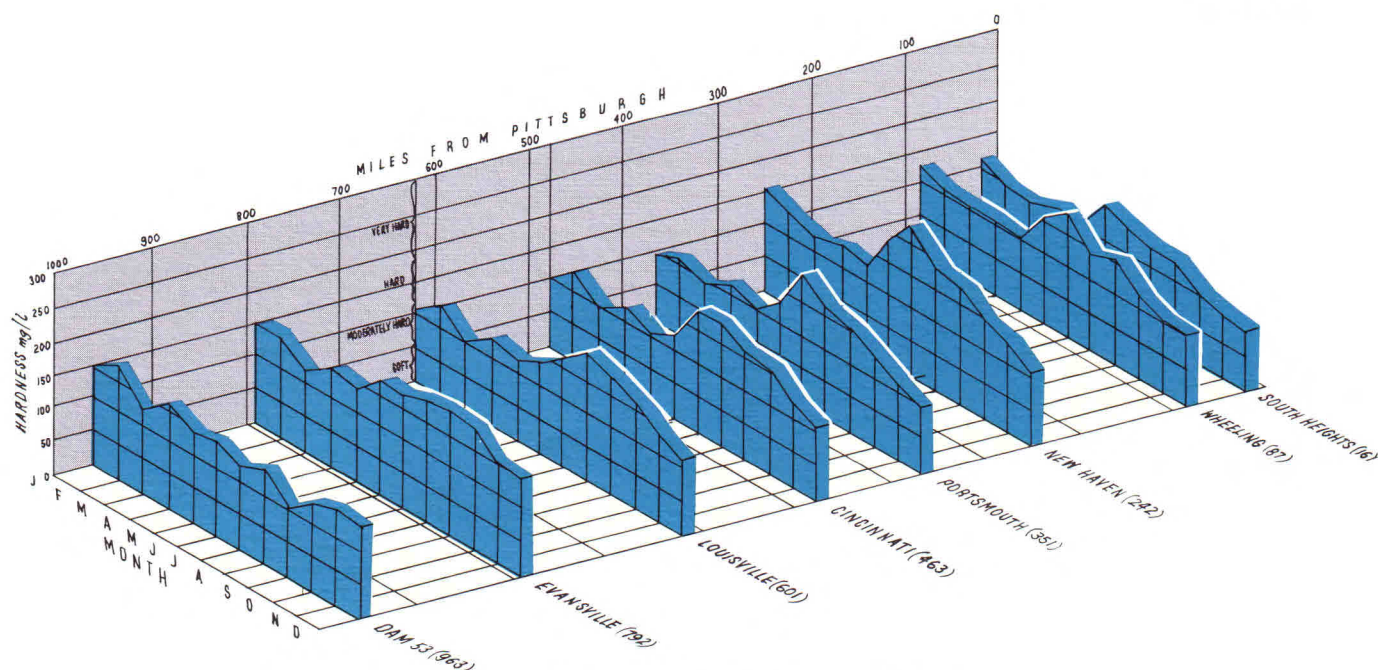 0
100
200
300
400
500
600
700
800
900
1000
MILES FROM PITTSBURGH
VERY HARD
HARD
MODERATELY HARD
SOFT
300
250
200
150
100
50
0
HARDNESS mg/L
J
F
M
A
M
J
J
A
S
O
N
D
MONTH
DAM 53 (963)
EVANSVILLE (792)
LOUISVILLE (601)
CINCINNATI (463)
PORTSMOUTH (351)
NEW HAVEN (242)
WHEELING (87)
SOUTH HEIGHTS (16)